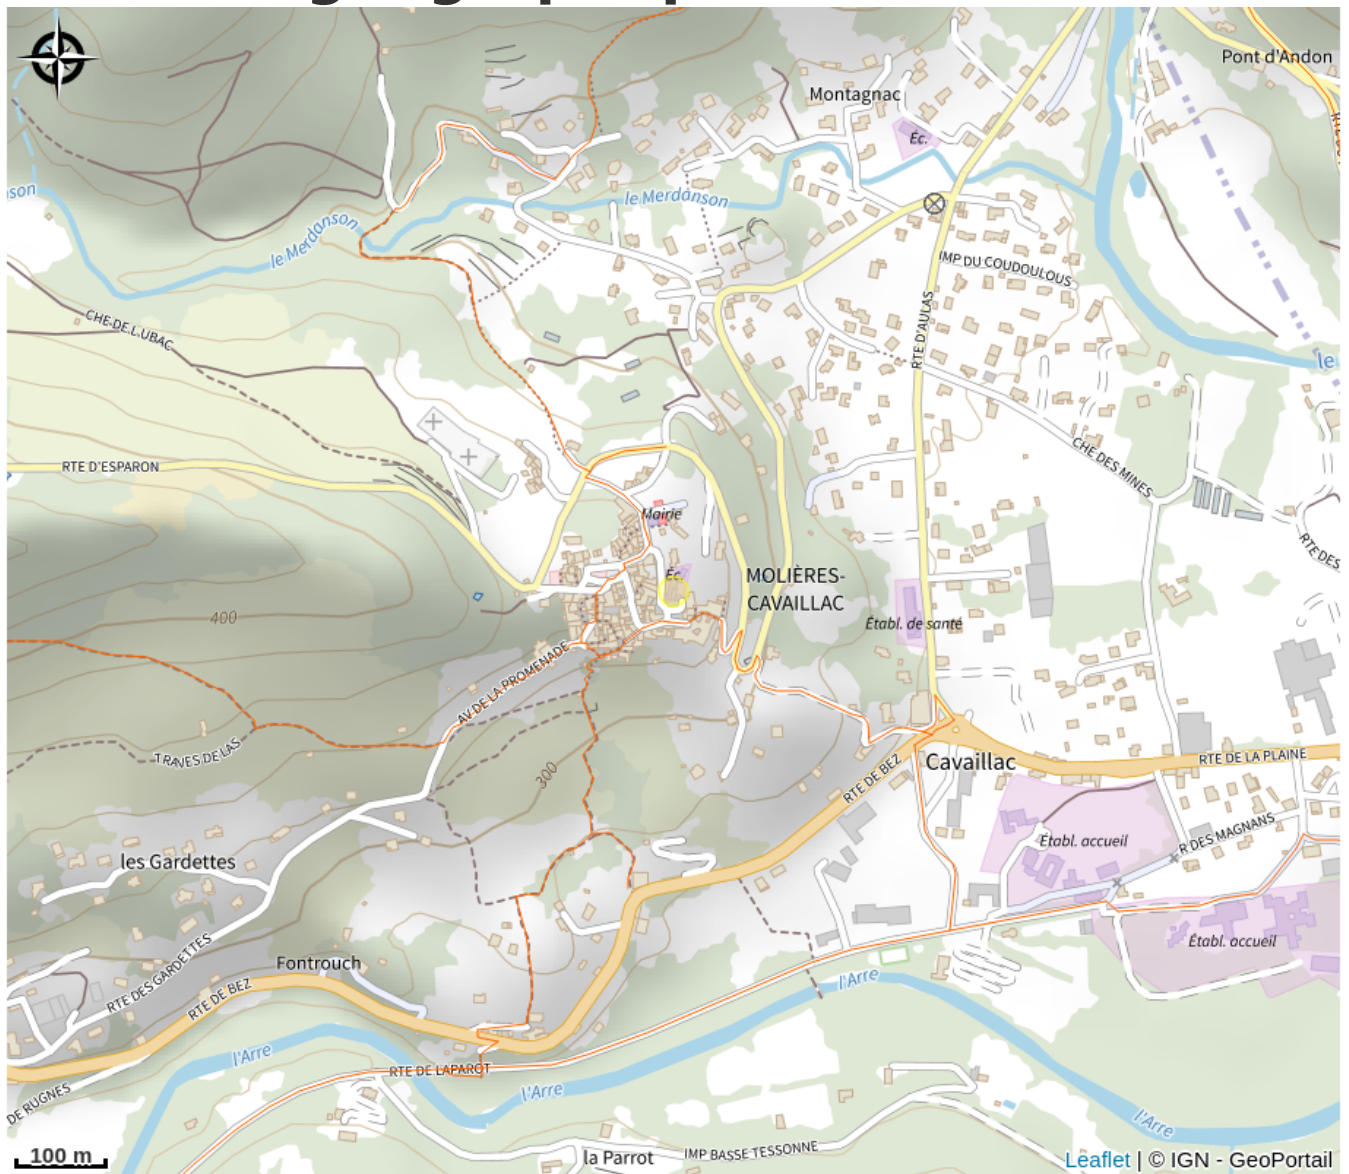 Pont d'Andon
Montagnac
Éc.
le Merdanson
le Merdanson
IMP DU COUDOULOUS
RTE D'AULAS
CHE DE L'UBAC
le
RTE D'ESPARON
CHE DES MINES
Mairie
RTE DES
Éc.
MOLIÈRES-
CAVAILLAC
400
Établ. de santé
AV DE LA PROMENADE
TRAVES DE LAS
300
Cavaillac
RTE DE LA PLAINE
RTE DE BEZ
R DES MAGNANS
Établ. accueil
les Gardettes
Établ. accueil
Fontrouch
RTE DES GARDETTES
RTE DE BEZ
l'Arre
l'Arre
RTE DE LAPAROT
l'Arre
DE RUGNES
l'Arre
100 m
la Parrot
IMP BASSE TESSONNE
Leaflet | © IGN - GeoPortail